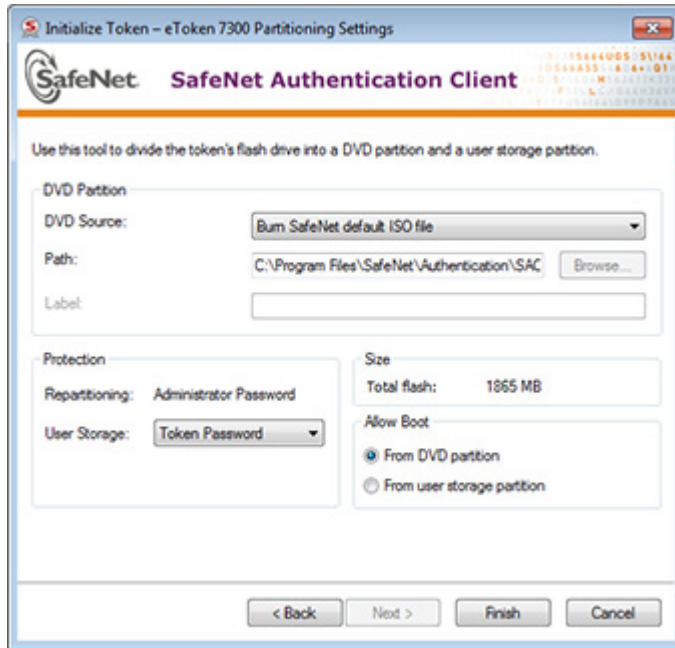 Initialize Token – eToken 7300 Partitioning Settings
SafeNet. SafeNet Authentication Client
Use this tool to divide the token's flash drive into a DVD partition and a user storage partition.
DVD Partition
DVD Source: Burn SafeNet default ISO file
Path: C:\Program Files\SafeNet\Authentication\SAC Browse...
Label:
Protection
Repartitioning: Administrator Password
User Storage: Token Password
Size
Total flash: 1865 MB
Allow Boot
From DVD partition
From user storage partition
< Back Next > Finish Cancel